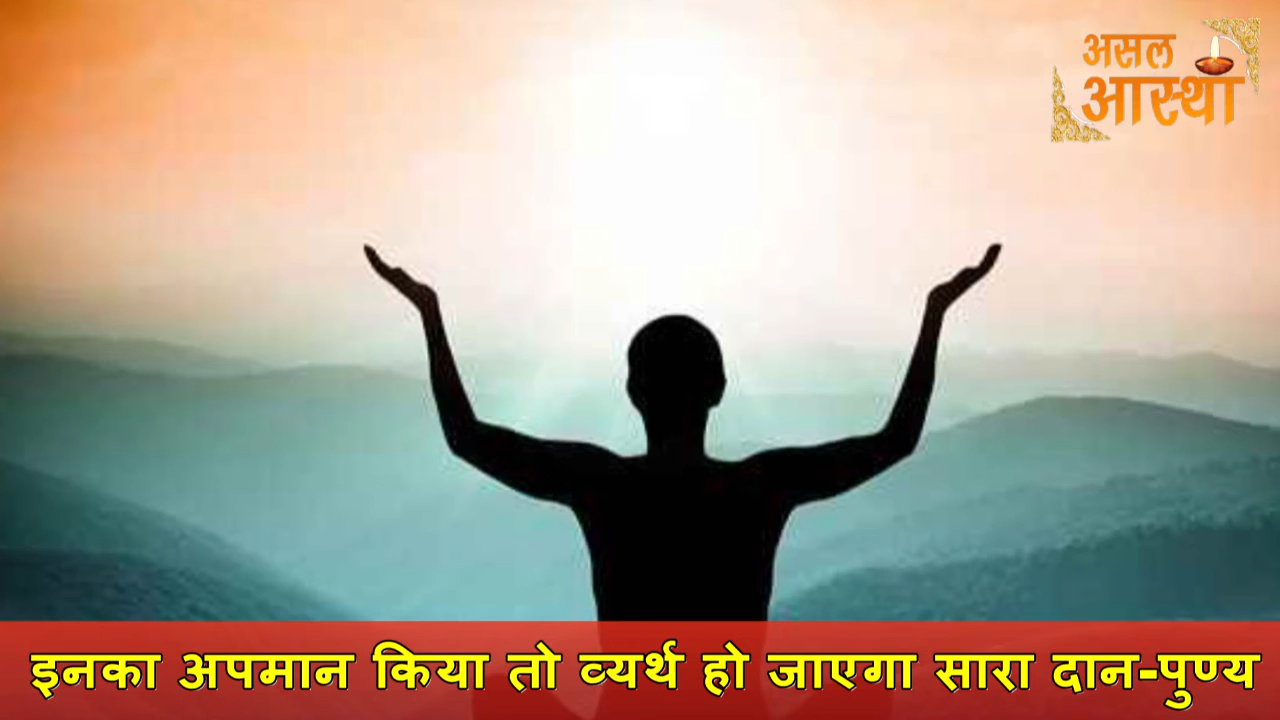 असल
आस्था
इनका अपमान किया तो व्यर्थ हो जाएगा सारा दान-पुण्य